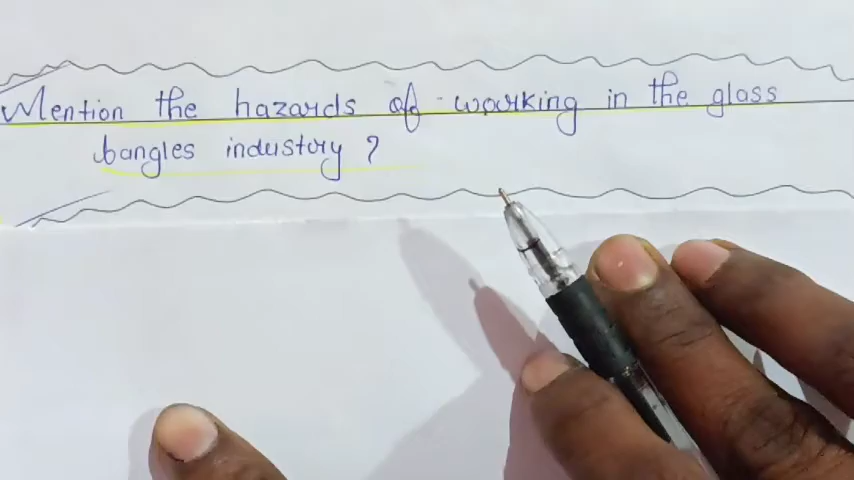 Mention the hazards of working in the glass
bangles industry ?